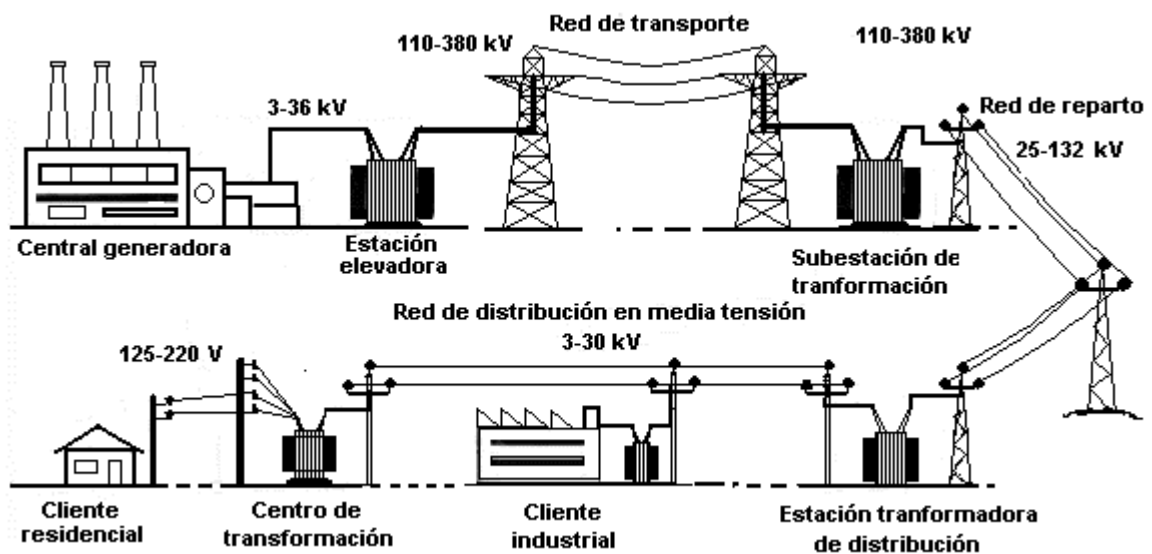 Red de transporte
110-380 kV
110-380 kV
3-36 kV
Red de reparto
25-132 kV
Central generadora
Estación
elevadora
Subestación de
tranformación
Red de distribución en media tensión
3-30 kV
125-220 V
Cliente
residencial
Centro de
transformación
Cliente
industrial
Estación tranformadora
de distribución